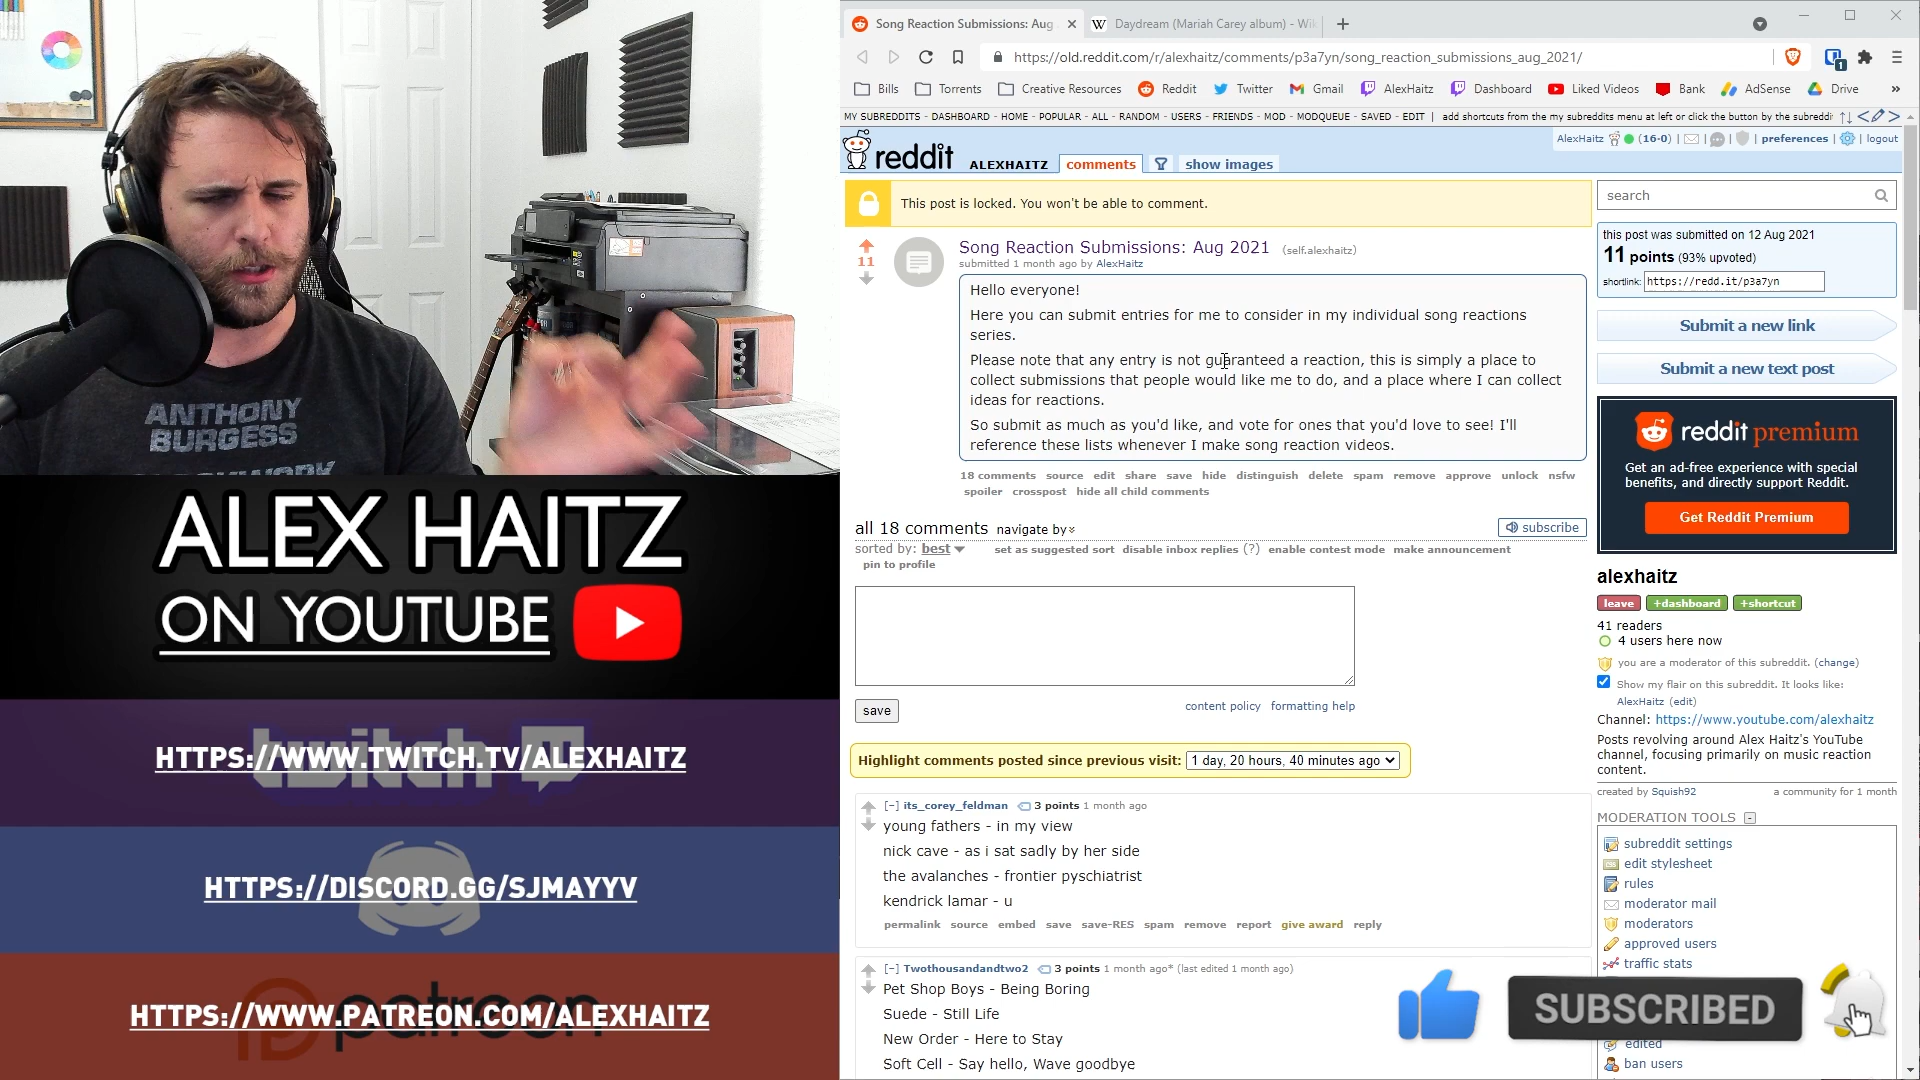 ANTHONY
BURGESS
ALEX HAITZ
ON YOUTUBE
twitch
HTTPS://WWW.TWITCH.TV/ALEXHAITZ
HTTPS://DISCORD.GG/SJMAYYV
patreon
HTTPS://WWW.PATREON.COM/ALEXHAITZ
Song Reaction Submissions: Aug
Daydream (Mariah Carey album) - Wik
https://old.reddit.com/r/alexhaitz/comments/p3a7yn/song_reaction_submissions_aug_2021/
1
Bills Torrents Creative Resources Reddit Twitter Gmail AlexHaitz Dashboard Liked Videos Bank AdSense Drive »
MY SUBREDDITS - DASHBOARD - HOME - POPULAR - ALL - RANDOM - USERS - FRIENDS - MOD - MODQUEUE - SAVED - EDIT | add shortcuts from the my subreddits menu at left or click the button by the subreddi
AlexHaitz (16·0) | preferences | logout
reddit ALEXHAITZ comments show images
This post is locked. You won't be able to comment.
11
Song Reaction Submissions: Aug 2021 (self.alexhaitz)
submitted 1 month ago by AlexHaitz
Hello everyone!
Here you can submit entries for me to consider in my individual song reactions
series.
Please note that any entry is not guaranteed a reaction, this is simply a place to
collect submissions that people would like me to do, and a place where I can collect
ideas for reactions.
So submit as much as you'd like, and vote for ones that you'd love to see! I'll
reference these lists whenever I make song reaction videos.
18 comments source edit share save hide distinguish delete spam remove approve unlock nsfw
spoiler crosspost hide all child comments
all 18 comments navigate by
subscribe
sorted by: best set as suggested sort disable inbox replies (?) enable contest mode make announcement
pin to profile
save content policy formatting help
Highlight comments posted since previous visit: 1 day, 20 hours, 40 minutes ago
[–] its_corey_feldman 3 points 1 month ago
young fathers - in my view
nick cave - as i sat sadly by her side
the avalanches - frontier pyschiatrist
kendrick lamar - u
permalink source embed save save-RES spam remove report give award reply
[–] Twothousandandtwo2 3 points 1 month ago* (last edited 1 month ago)
Pet Shop Boys - Being Boring
Suede - Still Life
New Order - Here to Stay
Soft Cell - Say hello, Wave goodbye
search
this post was submitted on 12 Aug 2021
11 points (93% upvoted)
shortlink: https://redd.it/p3a7yn
Submit a new link
Submit a new text post
reddit premium
Get an ad-free experience with special
benefits, and directly support Reddit.
Get Reddit Premium
alexhaitz
leave +dashboard +shortcut
41 readers
4 users here now
you are a moderator of this subreddit. (change)
Show my flair on this subreddit. It looks like:
AlexHaitz (edit)
Channel: https://www.youtube.com/alexhaitz
Posts revolving around Alex Haitz's YouTube
channel, focusing primarily on music reaction
content.
created by Squish92 a community for 1 month
MODERATION TOOLS
subreddit settings
edit stylesheet
rules
moderator mail
moderators
approved users
traffic stats
edited
ban users
SUBSCRIBED